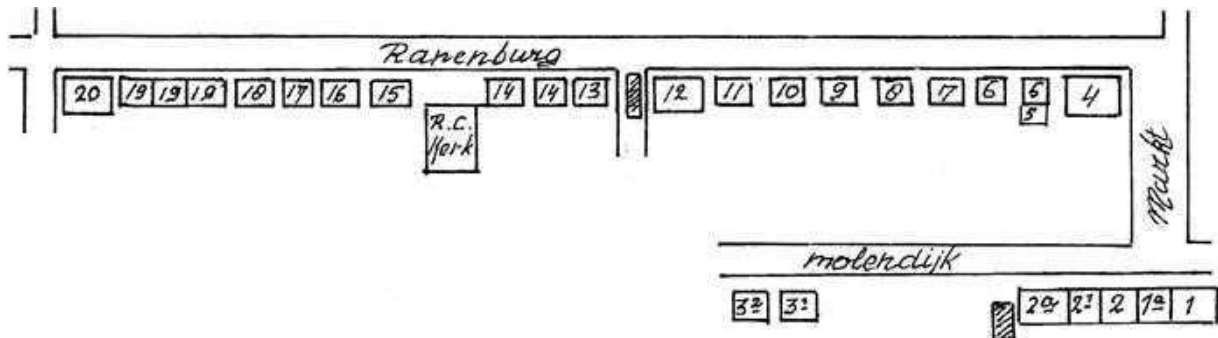 Ranenburg
20 19 19 19 18 17 16 15 14 14 13 12 11 10 9 8 7 6 6 4
5
R.C.
Kerk
Markt
molendijk
3² 3¹ 2a 2¹ 2 1a 1